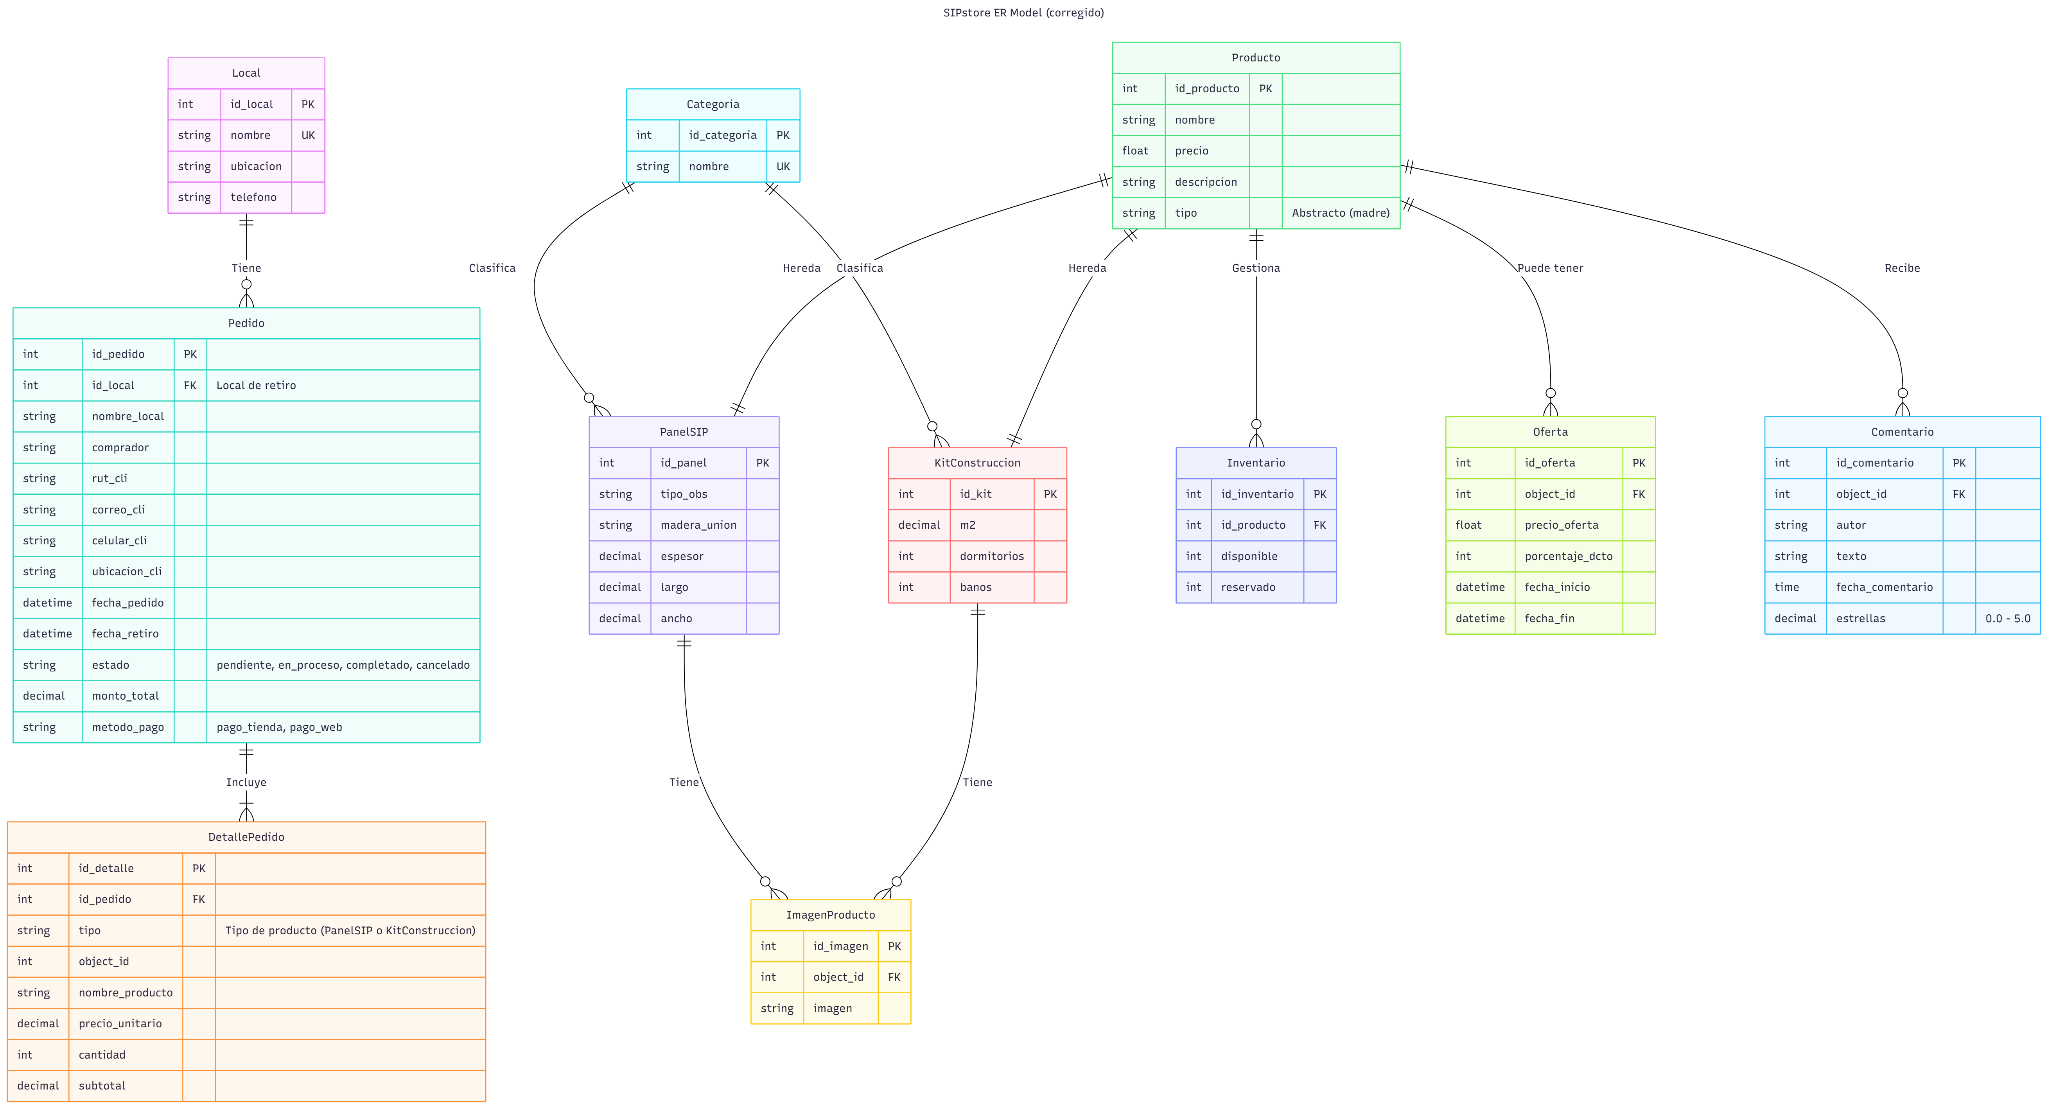 SIPstore ER Model (corregido)
Local
int id_local PK
string nombre UK
string ubicacion
string telefono
Categoria
int id_categoria PK
string nombre UK
Producto
int id_producto PK
string nombre
float precio
string descripcion
string tipo Abstracto (madre)
Tiene
Clasifica
Hereda
Clasifica
Hereda
Gestiona
Puede tener
Recibe
Pedido
int id_pedido PK
int id_local FK Local de retiro
string nombre_local
string comprador
string rut_cli
string correo_cli
string celular_cli
string ubicacion_cli
datetime fecha_pedido
datetime fecha_retiro
string estado pendiente, en_proceso, completado, cancelado
decimal monto_total
string metodo_pago pago_tienda, pago_web
PanelSIP
int id_panel PK
string tipo_obs
string madera_union
decimal espesor
decimal largo
decimal ancho
KitConstruccion
int id_kit PK
decimal m2
int dormitorios
int banos
Inventario
int id_inventario PK
int id_producto FK
int disponible
int reservado
Oferta
int id_oferta PK
int object_id FK
float precio_oferta
int porcentaje_dcto
datetime fecha_inicio
datetime fecha_fin
Comentario
int id_comentario PK
int object_id FK
string autor
string texto
time fecha_comentario
decimal estrellas 0.0 - 5.0
Incluye
Tiene
Tiene
DetallePedido
int id_detalle PK
int id_pedido FK
string tipo Tipo de producto (PanelSIP o KitConstruccion)
int object_id
string nombre_producto
decimal precio_unitario
int cantidad
decimal subtotal
ImagenProducto
int id_imagen PK
int object_id FK
string imagen